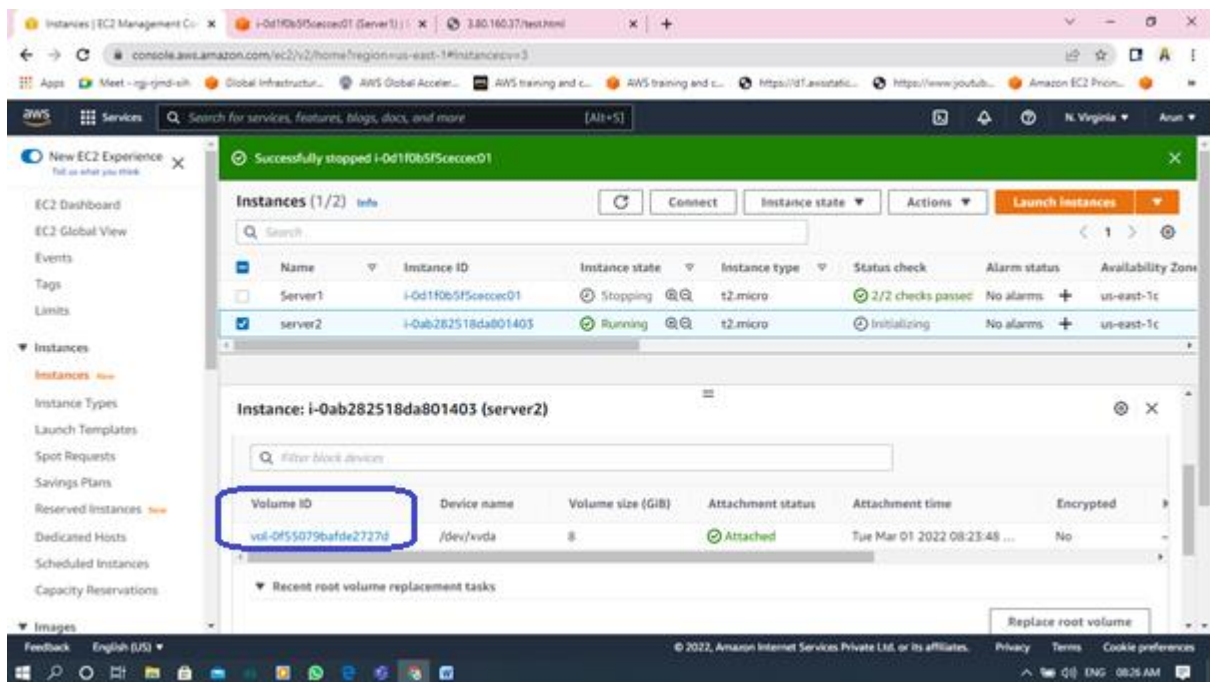 Instances | EC2 Management Co
i-0d1f0b5f5ceccec01 (Server1) |
3.80.160.37/test.html
console.aws.amazon.com/ec2/v2/home?region=us-east-1#Instances:v=3
Apps
Global Infrastructur...
AWS Global Acceler...
AWS training and c...
AWS training and c...
https://d1.awsstatic...
https://www.youtub...
Amazon EC2 Pricin...
aws
Services
Search for services, features, blogs, docs, and more
[Alt+S]
N. Virginia
Arun
New EC2 Experience
Tell us what you think
Successfully stopped i-0d1f0b5f5ceccec01
EC2 Dashboard
EC2 Global View
Events
Tags
Limits
Instances
Instances New
Instance Types
Launch Templates
Spot Requests
Savings Plans
Reserved Instances New
Dedicated Hosts
Scheduled Instances
Capacity Reservations
Images
Instances (1/2) Info
Connect
Instance state
Actions
Launch instances
Search
1
Name Instance ID Instance state Instance type Status check Alarm status Availability Zone
Server1 i-0d1f0b5f5ceccec01 Stopping t2.micro 2/2 checks passed No alarms + us-east-1c
server2 i-0ab282518da801403 Running t2.micro Initializing No alarms + us-east-1c
Instance: i-0ab282518da801403 (server2)
Filter block devices
Volume ID Device name Volume size (GiB) Attachment status Attachment time Encrypted
vol-0f55079bafde2727d /dev/xvda 8 Attached Tue Mar 01 2022 08:23:48 ... No
Recent root volume replacement tasks
Replace root volume
Feedback English (US) © 2022, Amazon Internet Services Private Ltd. or its affiliates. Privacy Terms Cookie preferences
ENG 08:26 AM